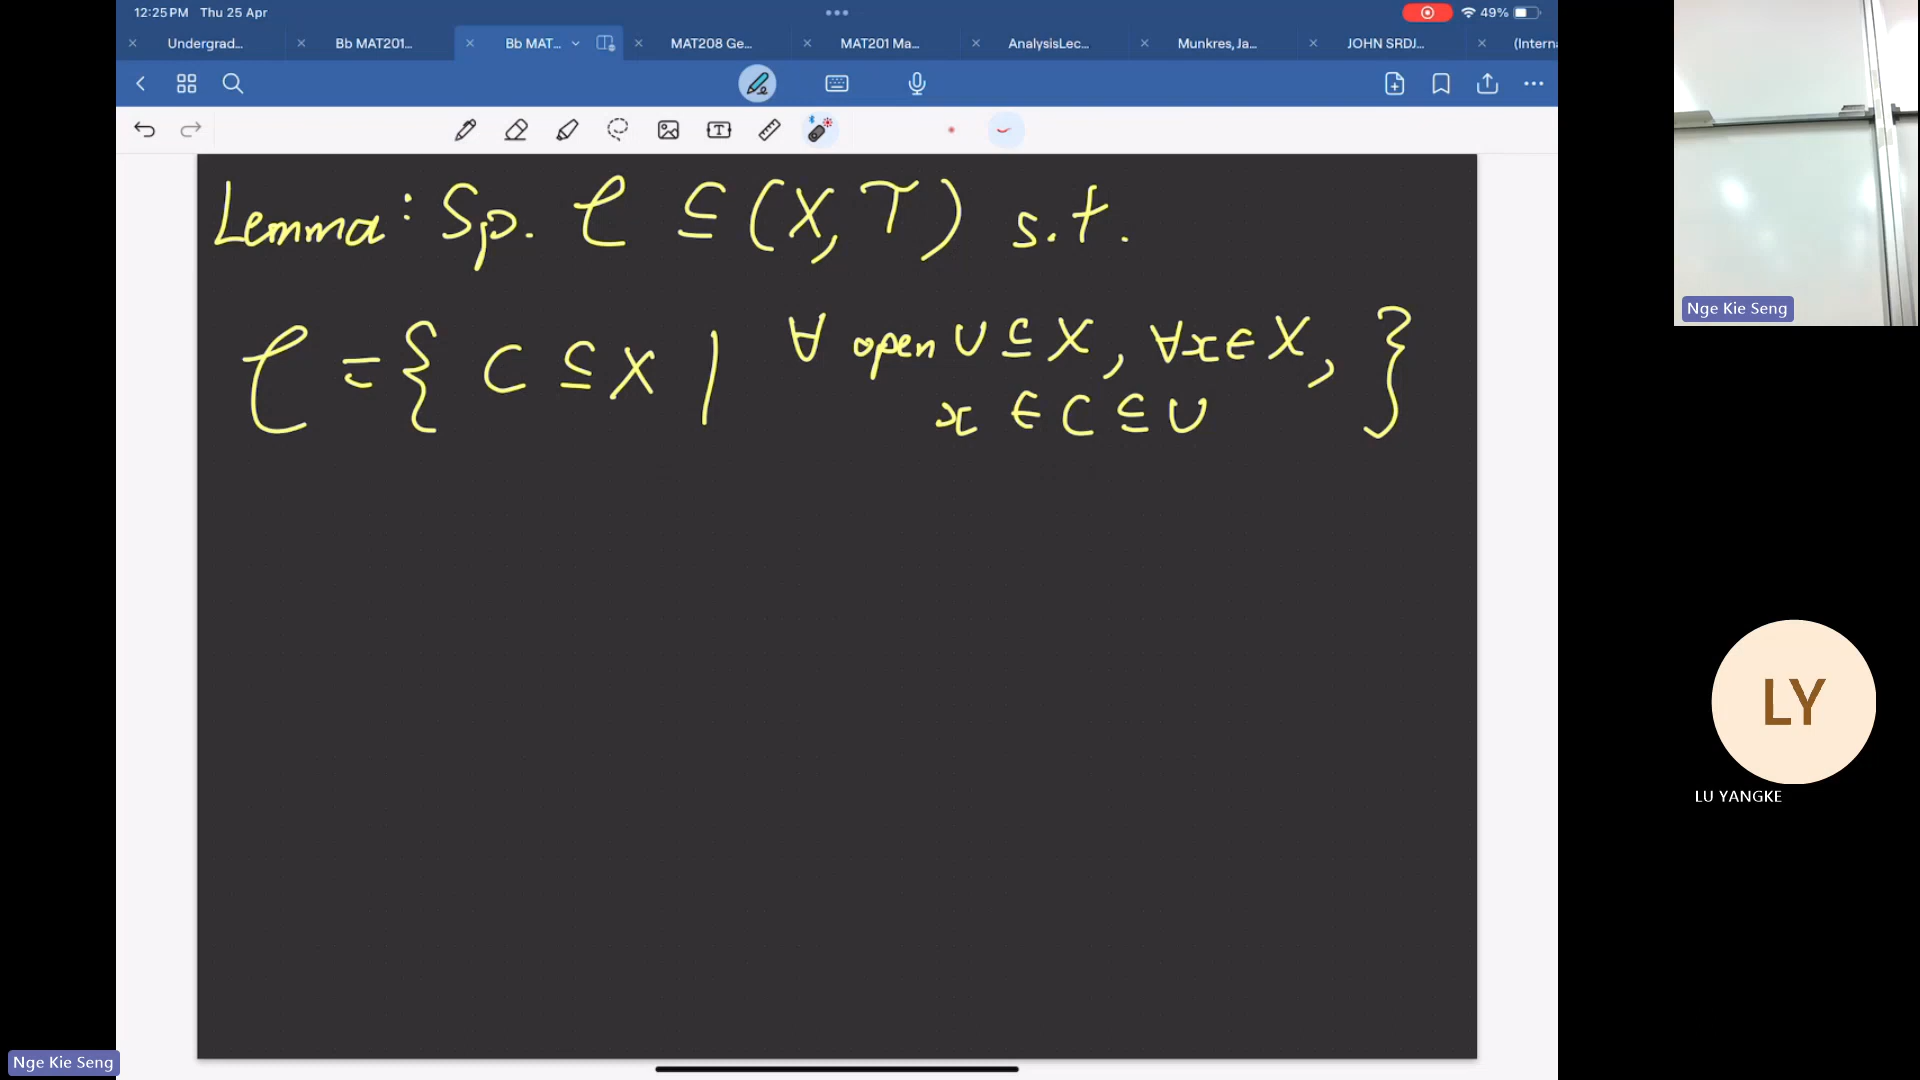 12:25 PM Thu 25 Apr
49%
Undergrad...
Bb MAT201...
Bb MAT...
MAT208 Ge...
MAT201 Ma...
AnalysisLec...
Munkres, Ja...
JOHN SRDJ...
(Intern
Lemma: Sp. 𝒞 ⊆ (X, T) s.t.
𝒞 = { C ⊆ X | ∀ open U ⊆ X, ∀x ∈ X, }
x ∈ C ⊆ U
Nge Kie Seng
LY
LU YANGKE
Nge Kie Seng